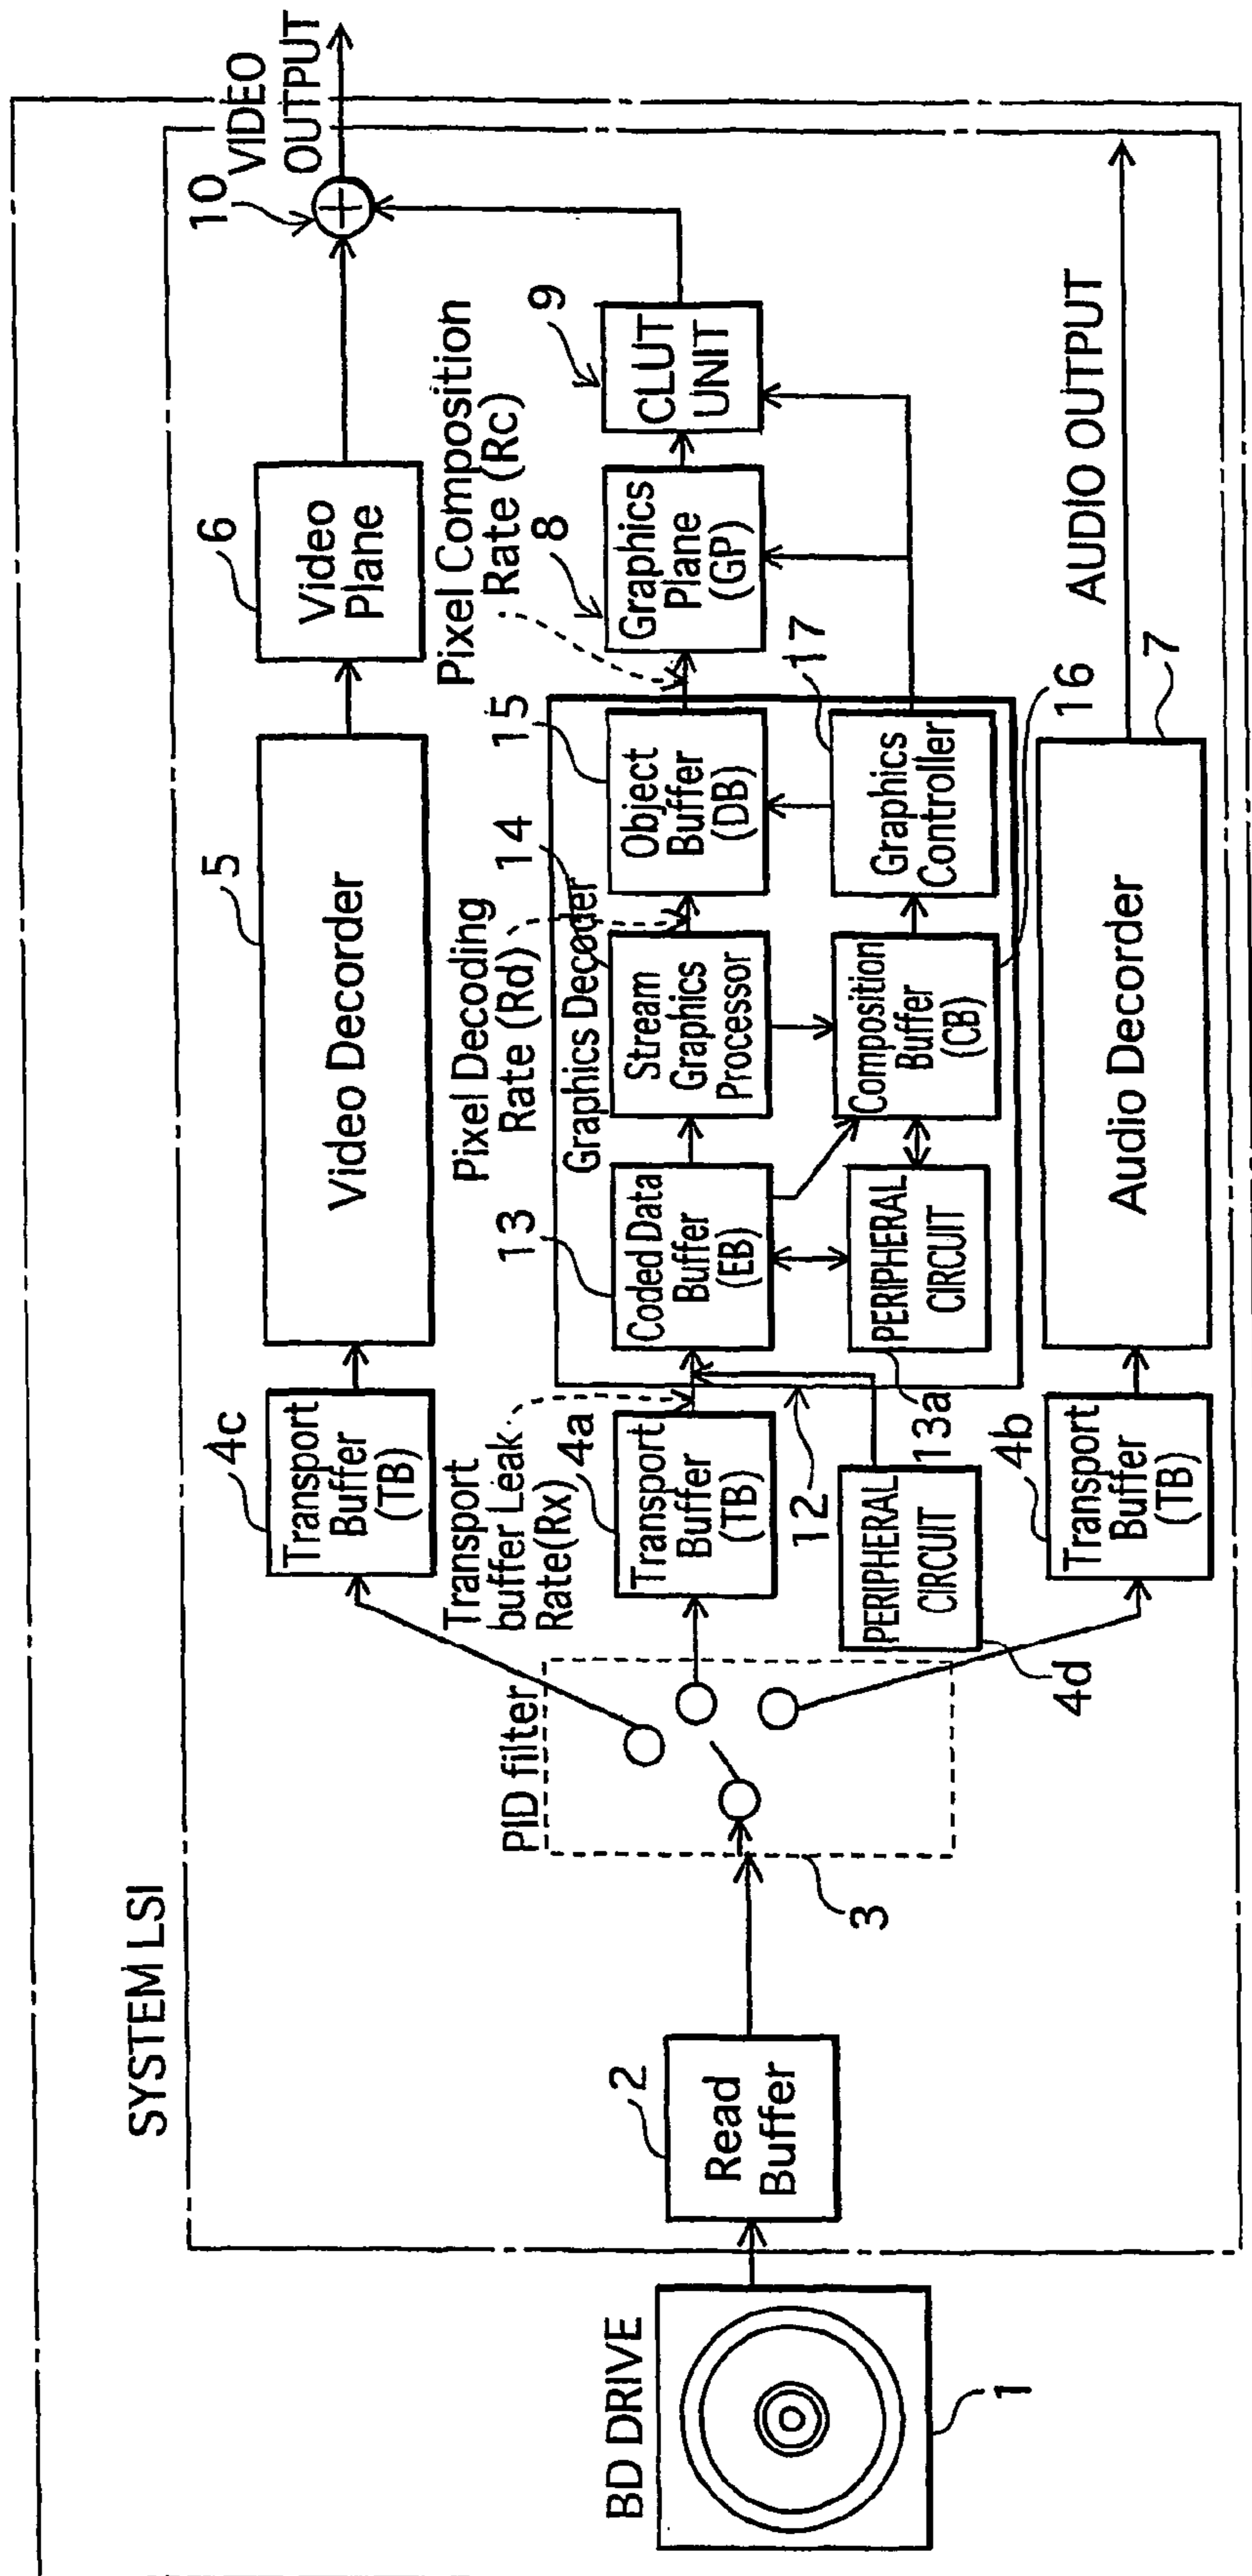 SYSTEM LSI
BD DRIVE
1
2
Read
Buffer
PID filter
3
4c
Transport
Buffer
(TB)
5
Video Decorder
6
Video
Plane
10
VIDEO
OUTPUT
Transport
buffer Leak
Rate(Rx)
4a
Transport
Buffer
(TB)
PERIPHERAL
CIRCUIT
4d
12
Pixel Decoding
Rate (Rd)
Graphics Decoder
13
Coded Data
Buffer
(EB)
14
Stream
Graphics
Processor
15
Object
Buffer
(DB)
PERIPHERAL
CIRCUIT
13a
Composition
Buffer
(CB)
16
Graphics
Controller
17
Pixel Composition
Rate (Rc)
8
Graphics
Plane
(GP)
9
CLUT
UNIT
4b
Transport
Buffer
(TB)
Audio Decorder
7
AUDIO OUTPUT